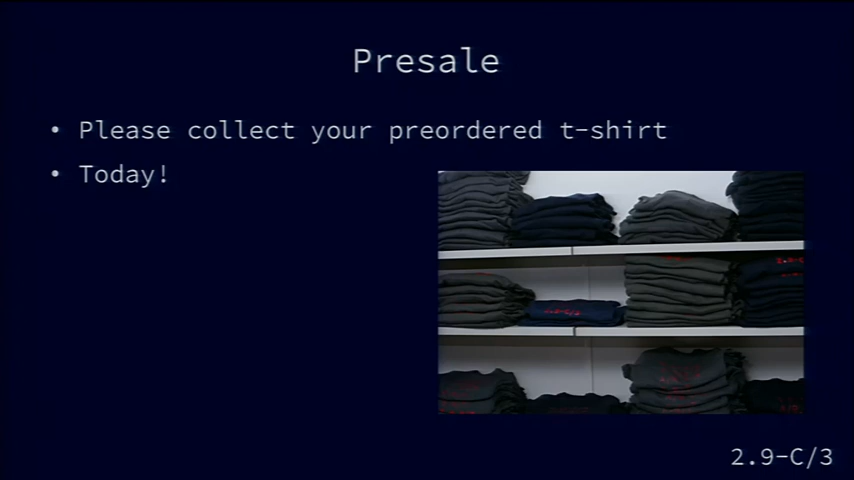 Presale
• Please collect your preordered t-shirt
• Today!
2.9-C/3